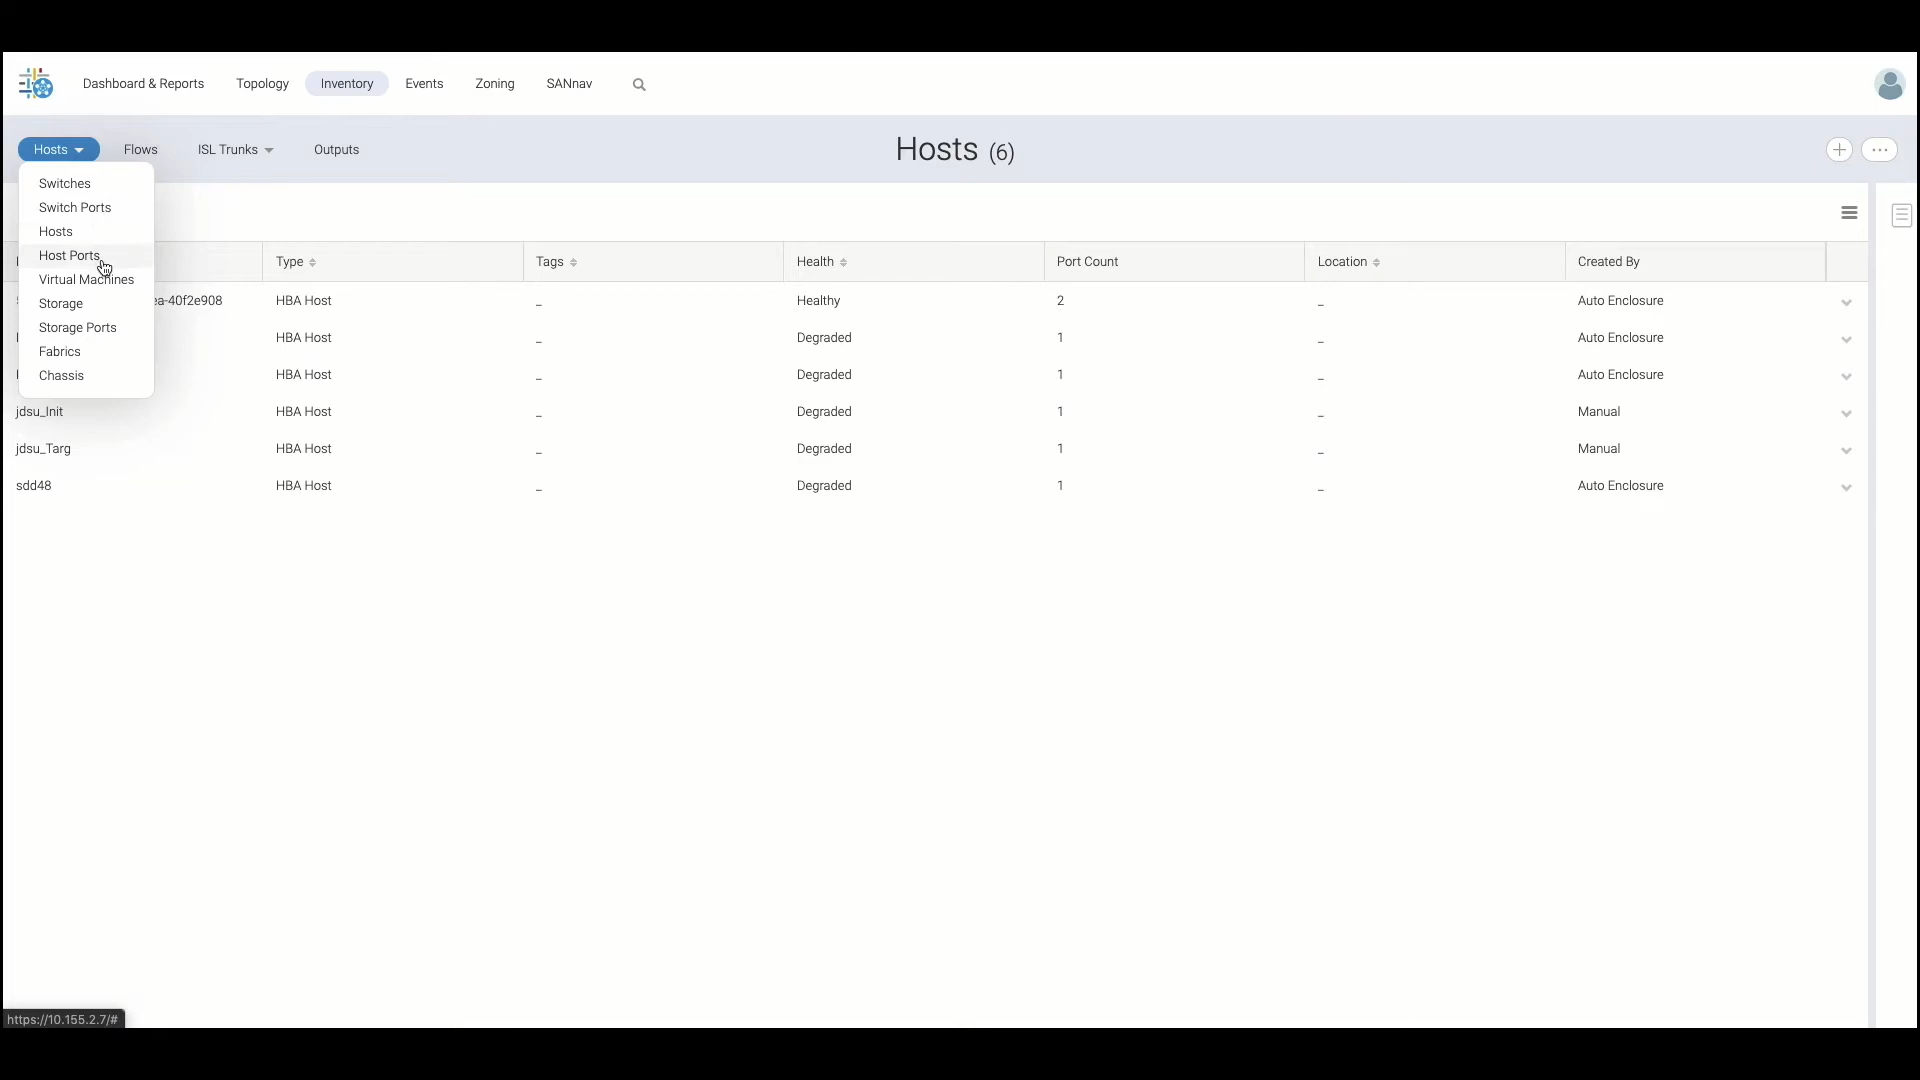 Dashboard & Reports Topology Inventory Events Zoning SANnav
Hosts Flows ISL Trunks Outputs Hosts (6)
Switches
Switch Ports
Hosts
Host Ports
Virtual Machines
Storage
Storage Ports
Fabrics
Chassis
Type Tags Health Port Count Location Created By
ea-40f2e908 HBA Host _ Healthy 2 _ Auto Enclosure
HBA Host _ Degraded 1 _ Auto Enclosure
HBA Host _ Degraded 1 _ Auto Enclosure
jdsu_Init HBA Host _ Degraded 1 _ Manual
jdsu_Targ HBA Host _ Degraded 1 _ Manual
sdd48 HBA Host _ Degraded 1 _ Auto Enclosure
https://10.155.2.7/#